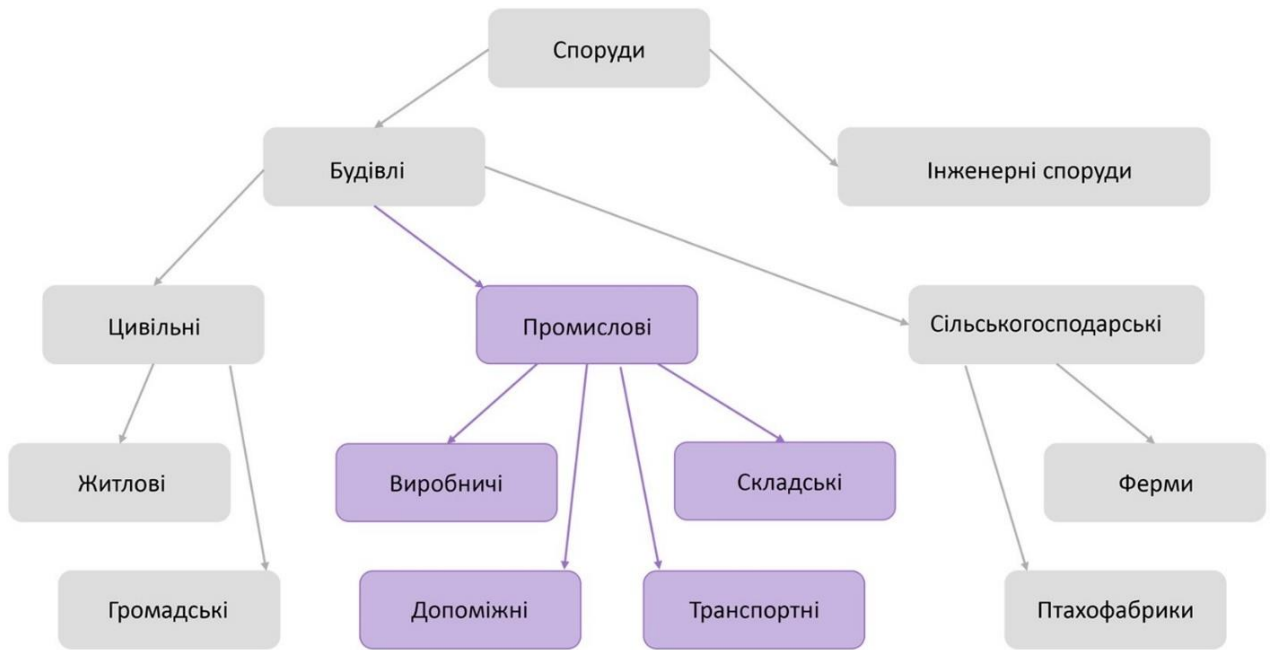 Споруди
Будівлі
Інженерні споруди
Цивільні
Промислові
Сільськогосподарські
Житлові
Виробничі
Складські
Ферми
Громадські
Допоміжні
Транспортні
Птахофабрики